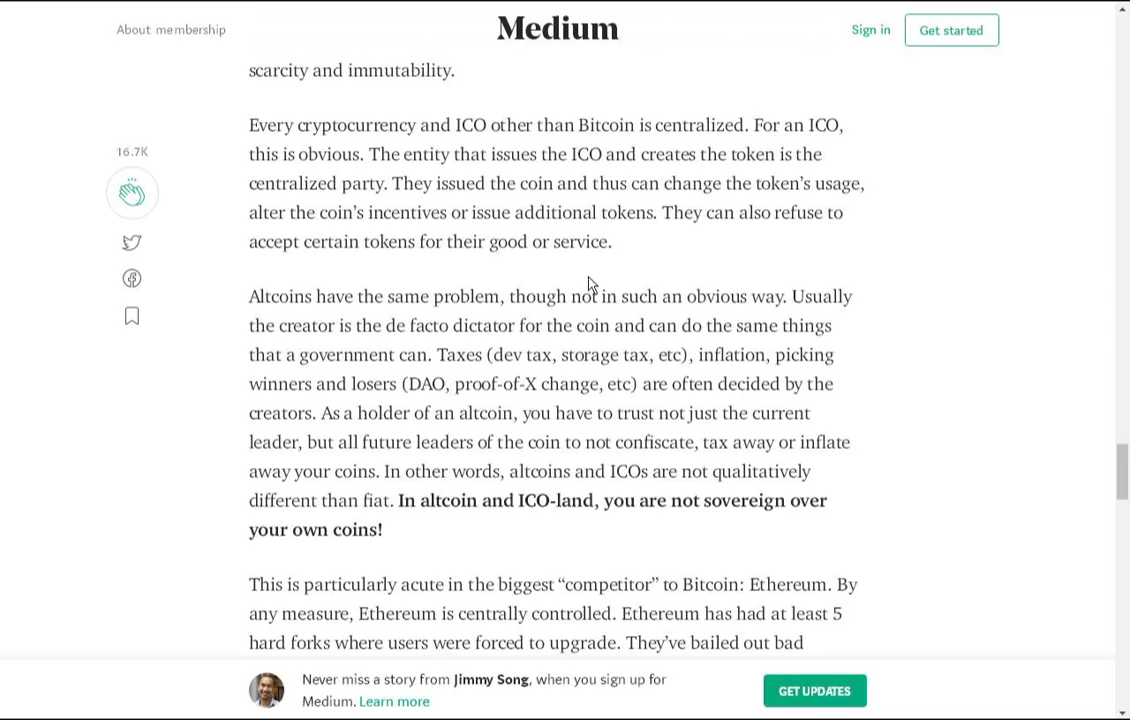 About membership
Medium
Sign in
Get started
scarcity and immutability.
Every cryptocurrency and ICO other than Bitcoin is centralized. For an ICO,
this is obvious. The entity that issues the ICO and creates the token is the
centralized party. They issued the coin and thus can change the token's usage,
alter the coin's incentives or issue additional tokens. They can also refuse to
accept certain tokens for their good or service.
16.7K
Altcoins have the same problem, though not in such an obvious way. Usually
the creator is the de facto dictator for the coin and can do the same things
that a government can. Taxes (dev tax, storage tax, etc), inflation, picking
winners and losers (DAO, proof-of-X change, etc) are often decided by the
creators. As a holder of an altcoin, you have to trust not just the current
leader, but all future leaders of the coin to not confiscate, tax away or inflate
away your coins. In other words, altcoins and ICOs are not qualitatively
different than fiat. In altcoin and ICO-land, you are not sovereign over
your own coins!
This is particularly acute in the biggest “competitor” to Bitcoin: Ethereum. By
any measure, Ethereum is centrally controlled. Ethereum has had at least 5
hard forks where users were forced to upgrade. They've bailed out bad
Never miss a story from Jimmy Song, when you sign up for
Medium. Learn more
GET UPDATES